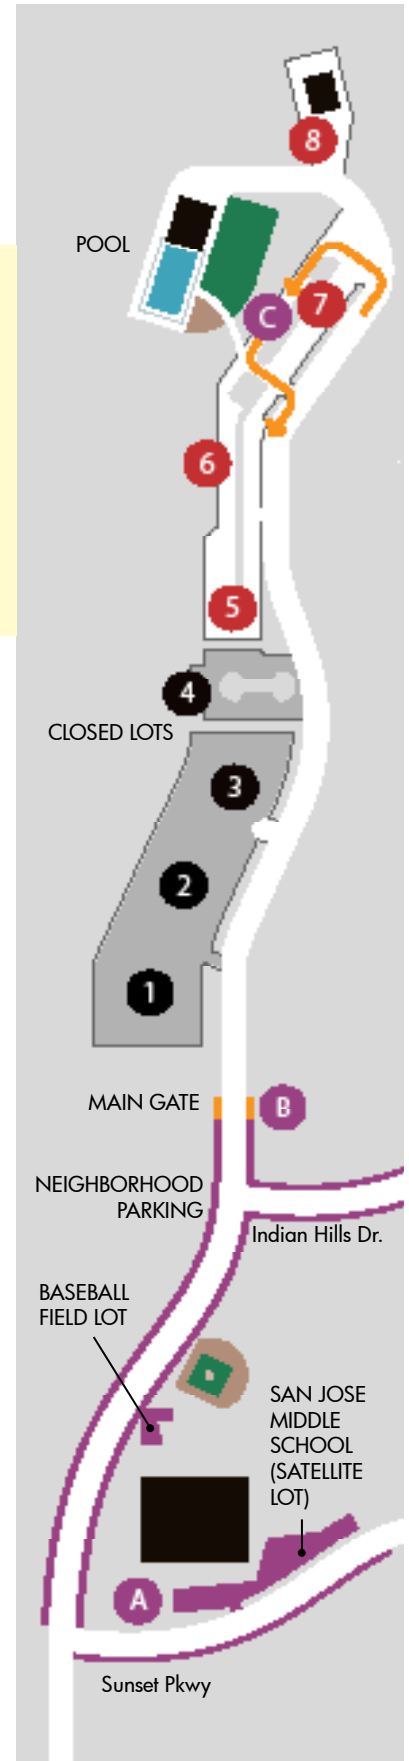 8
POOL
7
C
6
5
4
CLOSED LOTS
3
2
1
MAIN GATE
B
NEIGHBORHOOD
PARKING
Indian Hills Dr.
BASEBALL
FIELD LOT
SAN JOSE
MIDDLE
SCHOOL
(SATELLITE
LOT)
A
Sunset Pkwy